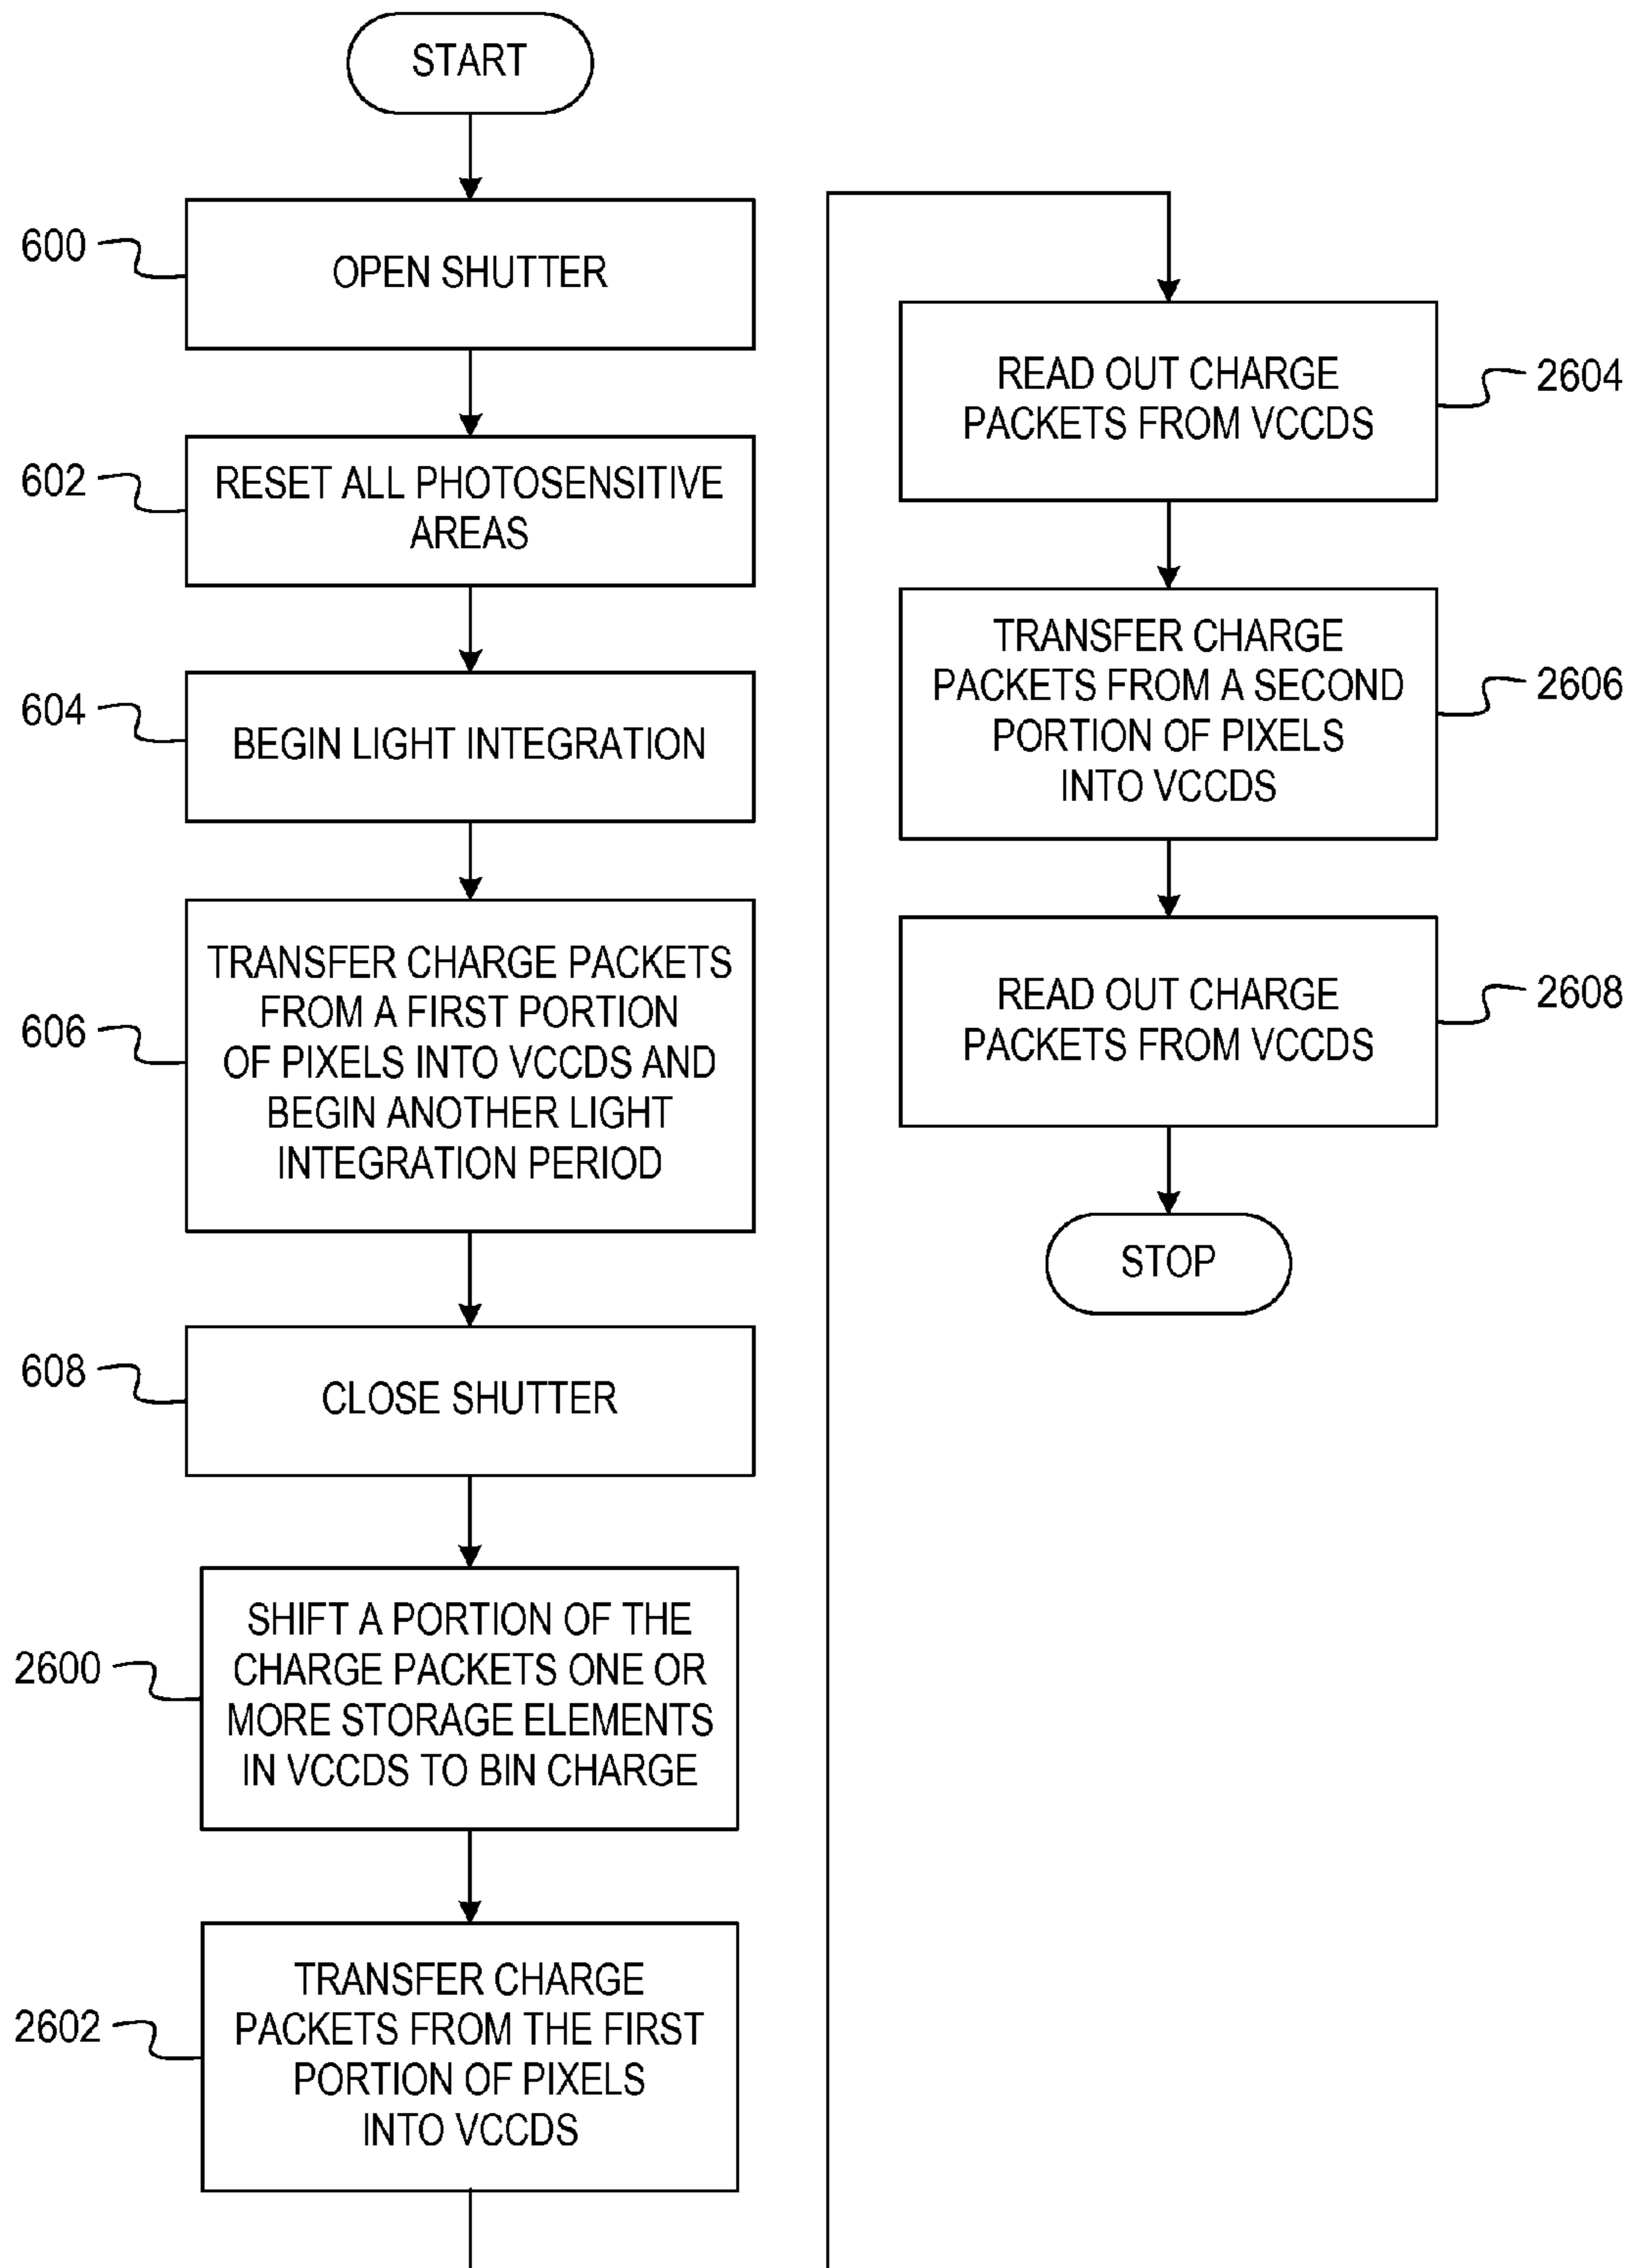 START
600
OPEN SHUTTER
602
RESET ALL PHOTOSENSITIVE
AREAS
604
BEGIN LIGHT INTEGRATION
606
TRANSFER CHARGE PACKETS
FROM A FIRST PORTION
OF PIXELS INTO VCCDS AND
BEGIN ANOTHER LIGHT
INTEGRATION PERIOD
608
CLOSE SHUTTER
2600
SHIFT A PORTION OF THE
CHARGE PACKETS ONE OR
MORE STORAGE ELEMENTS
IN VCCDS TO BIN CHARGE
2602
TRANSFER CHARGE
PACKETS FROM THE FIRST
PORTION OF PIXELS
INTO VCCDS
READ OUT CHARGE
PACKETS FROM VCCDS
2604
TRANSFER CHARGE
PACKETS FROM A SECOND
PORTION OF PIXELS
INTO VCCDS
2606
READ OUT CHARGE
PACKETS FROM VCCDS
2608
STOP